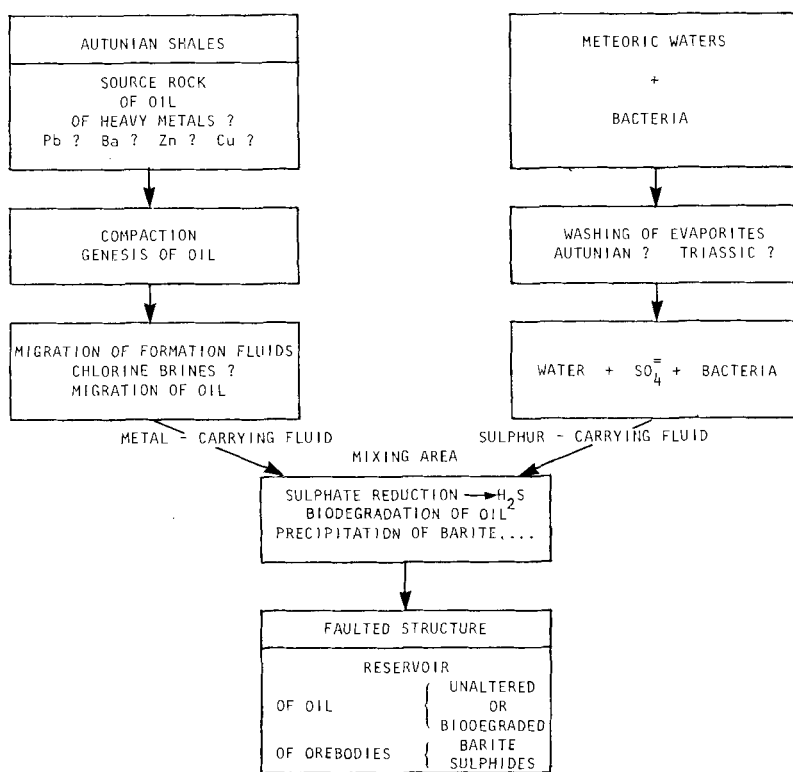 AUTUNIAN SHALES
SOURCE ROCK
OF OIL
OF HEAVY METALS ?
Pb ? Ba ? Zn ? Cu ?
COMPACTION
GENESIS OF OIL
MIGRATION OF FORMATION FLUIDS
CHLORINE BRINES ?
MIGRATION OF OIL
METAL - CARRYING FLUID
METEORIC WATERS
+
BACTERIA
WASHING OF EVAPORITES
AUTUNIAN ? TRIASSIC ?
WATER + SO₄⁼ + BACTERIA
SULPHUR - CARRYING FLUID
MIXING AREA
SULPHATE REDUCTION → H₂S
BIODEGRADATION OF OIL
PRECIPITATION OF BARITE,...
FAULTED STRUCTURE
RESERVOIR
OF OIL { UNALTERED
OR
BIODEGRADED
OF OREBODIES { BARITE
SULPHIDES